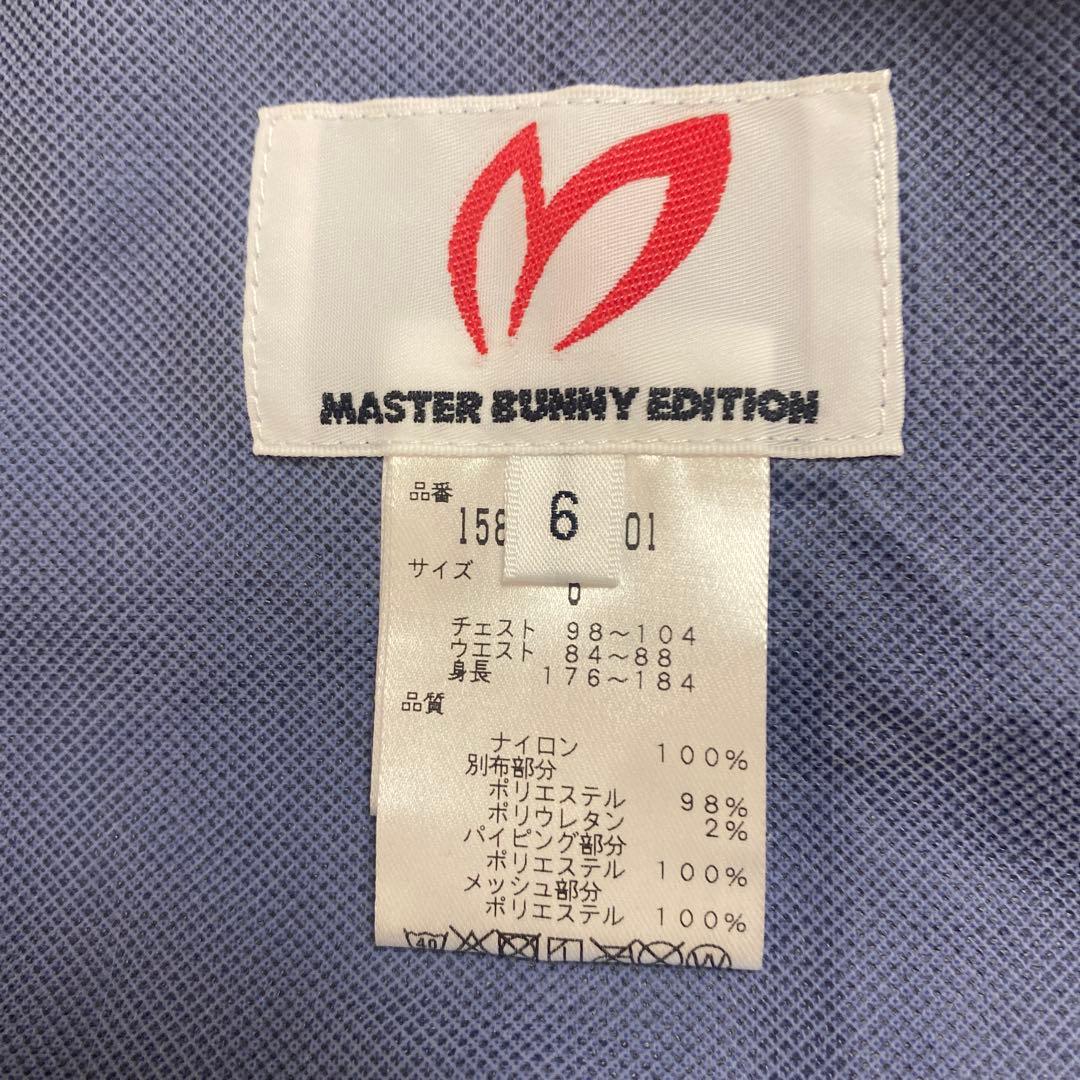 MASTER BUNNY EDITION
6
品番
158 01
サイズ
チェスト 98~104
ウエスト 84~88
身長 176~184
品質
ナイロン 100%
別布部分
ポリエステル 98%
ポリウレタン 2%
パイピング部分
ポリエステル 100%
メッシュ部分
ポリエステル 100%
40
W